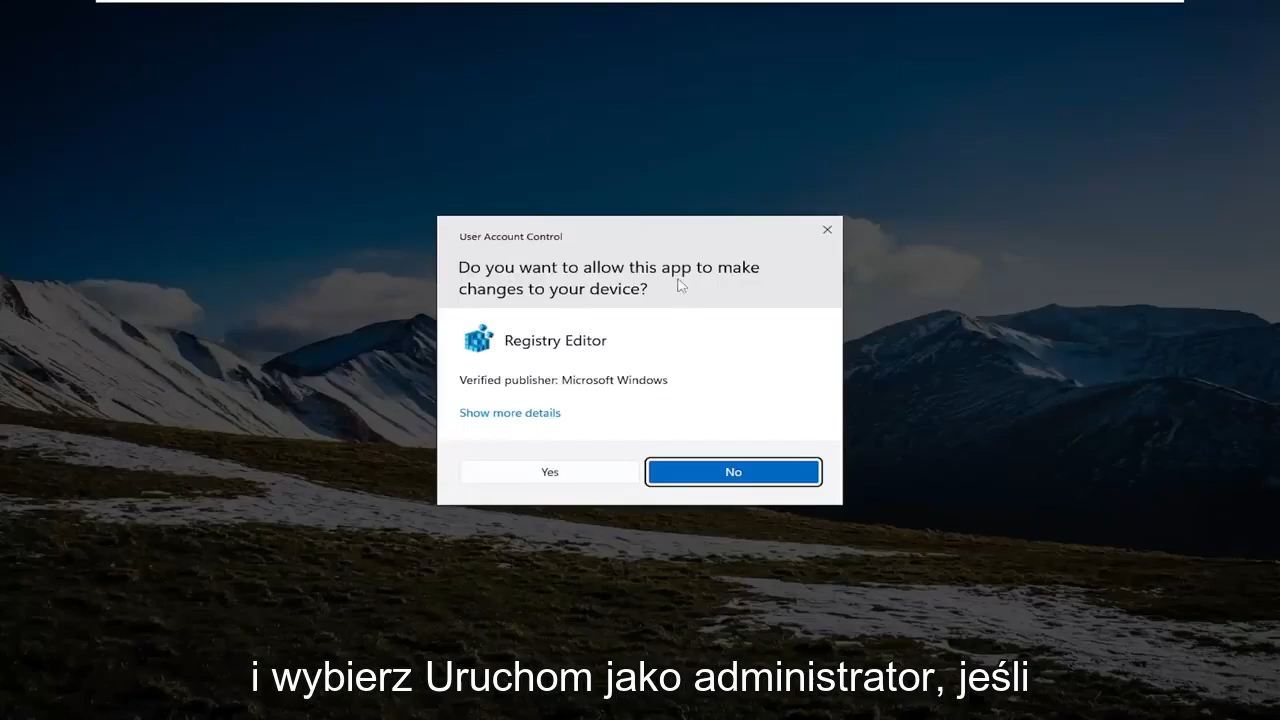 User Account Control
Do you want to allow this app to make
changes to your device?
Registry Editor
Verified publisher: Microsoft Windows
Show more details
Yes
No
i wybierz Uruchom jako administrator, jeśli